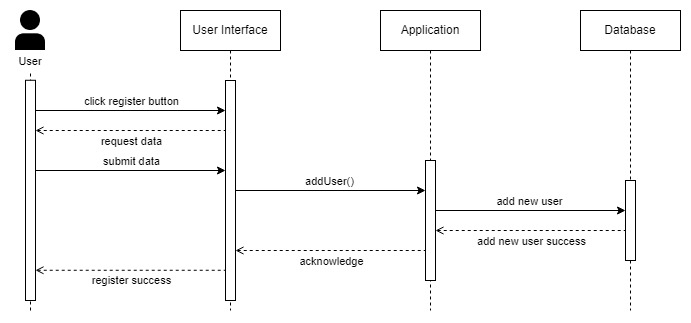 User Interface
Application
Database
User
click register button
request data
submit data
addUser()
add new user
add new user success
acknowledge
register success